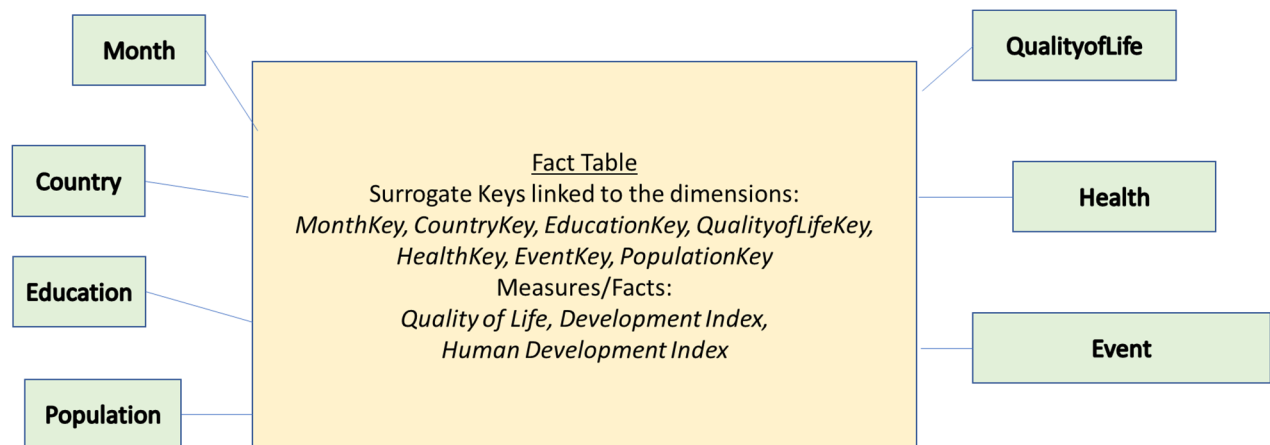 Month
Country
Education
Population
Fact Table
Surrogate Keys linked to the dimensions:
MonthKey, CountryKey, EducationKey, QualityofLifeKey,
HealthKey, EventKey, PopulationKey
Measures/Facts:
Quality of Life, Development Index,
Human Development Index
QualityofLife
Health
Event